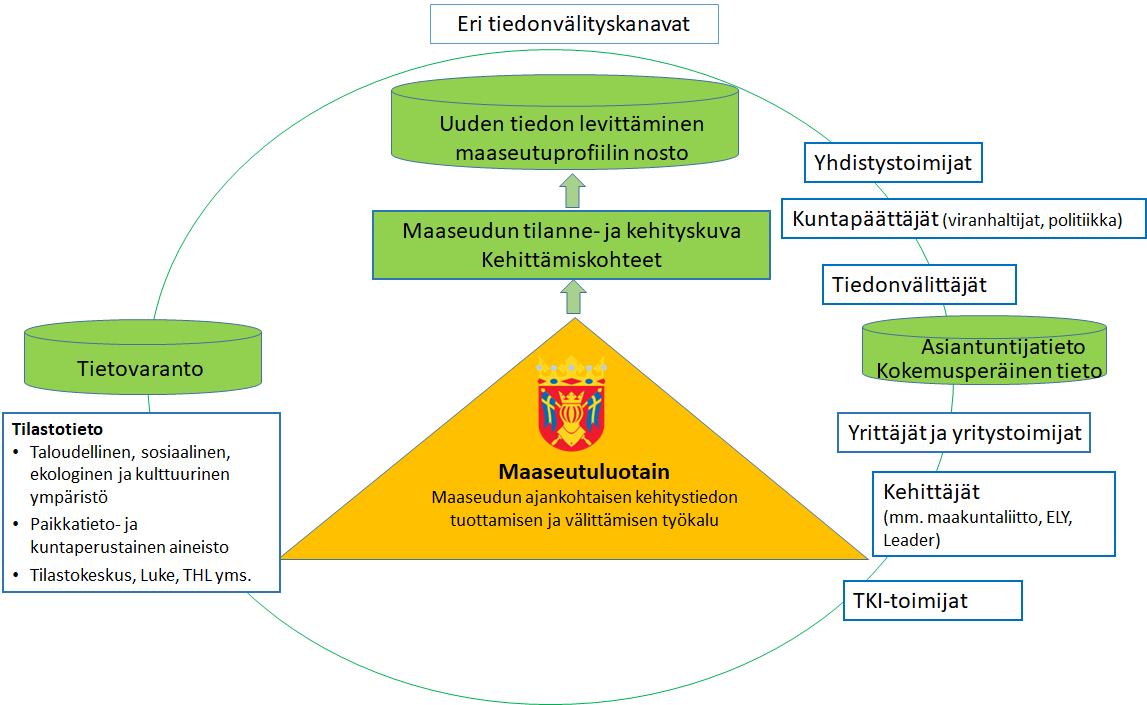 Eri tiedonvälityskanavat
Uuden tiedon levittäminen
maaseutuprofiilin nosto
Maaseudun tilanne- ja kehityskuva
Kehittämiskohteet
Yhdistystoimijat
Kuntapäättäjät (viranhaltijat, politiikka)
Tiedonvälittäjät
Asiantuntijatieto
Kokemusperäinen tieto
Yrittäjät ja yritystoimijat
Kehittäjät
(mm. maakuntaliitto, ELY,
Leader)
TKI-toimijat
Tietovaranto
Tilastotieto
• Taloudellinen, sosiaalinen,
ekologinen ja kulttuurinen
ympäristö
• Paikkatieto- ja
kuntaperustainen aineisto
• Tilastokeskus, Luke, THL yms.
Maaseutuluotain
Maaseudun ajankohtaisen kehitystiedon
tuottamisen ja välittämisen työkalu